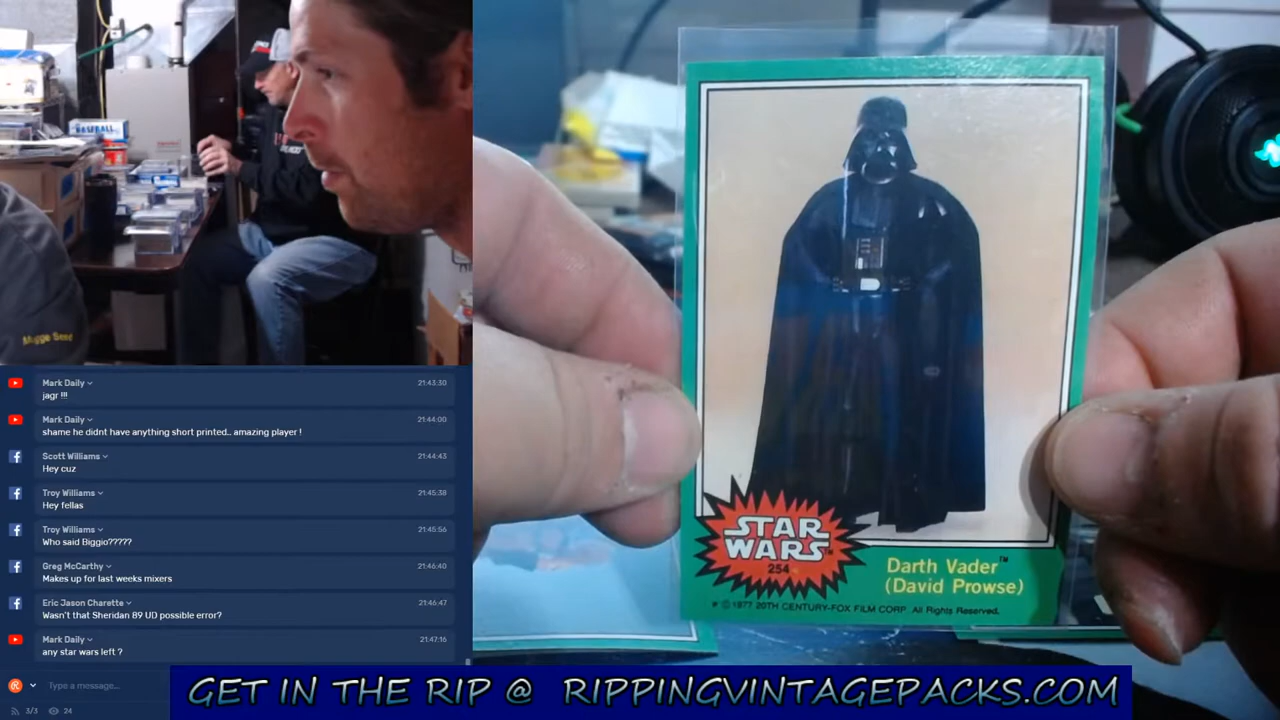 BASEBALL
Mugge Seed
Mark Daily
21:43:30
jagr !!!
Mark Daily
21:44:00
shame he didnt have anything short printed.. amazing player !
Scott Williams
21:44:43
Hey cuz
Troy Williams
21:45:38
Hey fellas
Troy Williams
21:45:56
Who said Biggio?????
Greg McCarthy
21:46:40
Makes up for last weeks mixers
Eric Jason Charette
21:46:47
Wasn't that Sheridan 89 UD possible error?
Mark Daily
21:47:16
any star wars left ?
Type a message...
3/3
24
STAR
WARS™
254
Darth Vader™
(David Prowse)
* © 1977 20TH CENTURY-FOX FILM CORP. All Rights Reserved.
GET IN THE RIP @ RIPPINGVINTAGEPACKS.COM